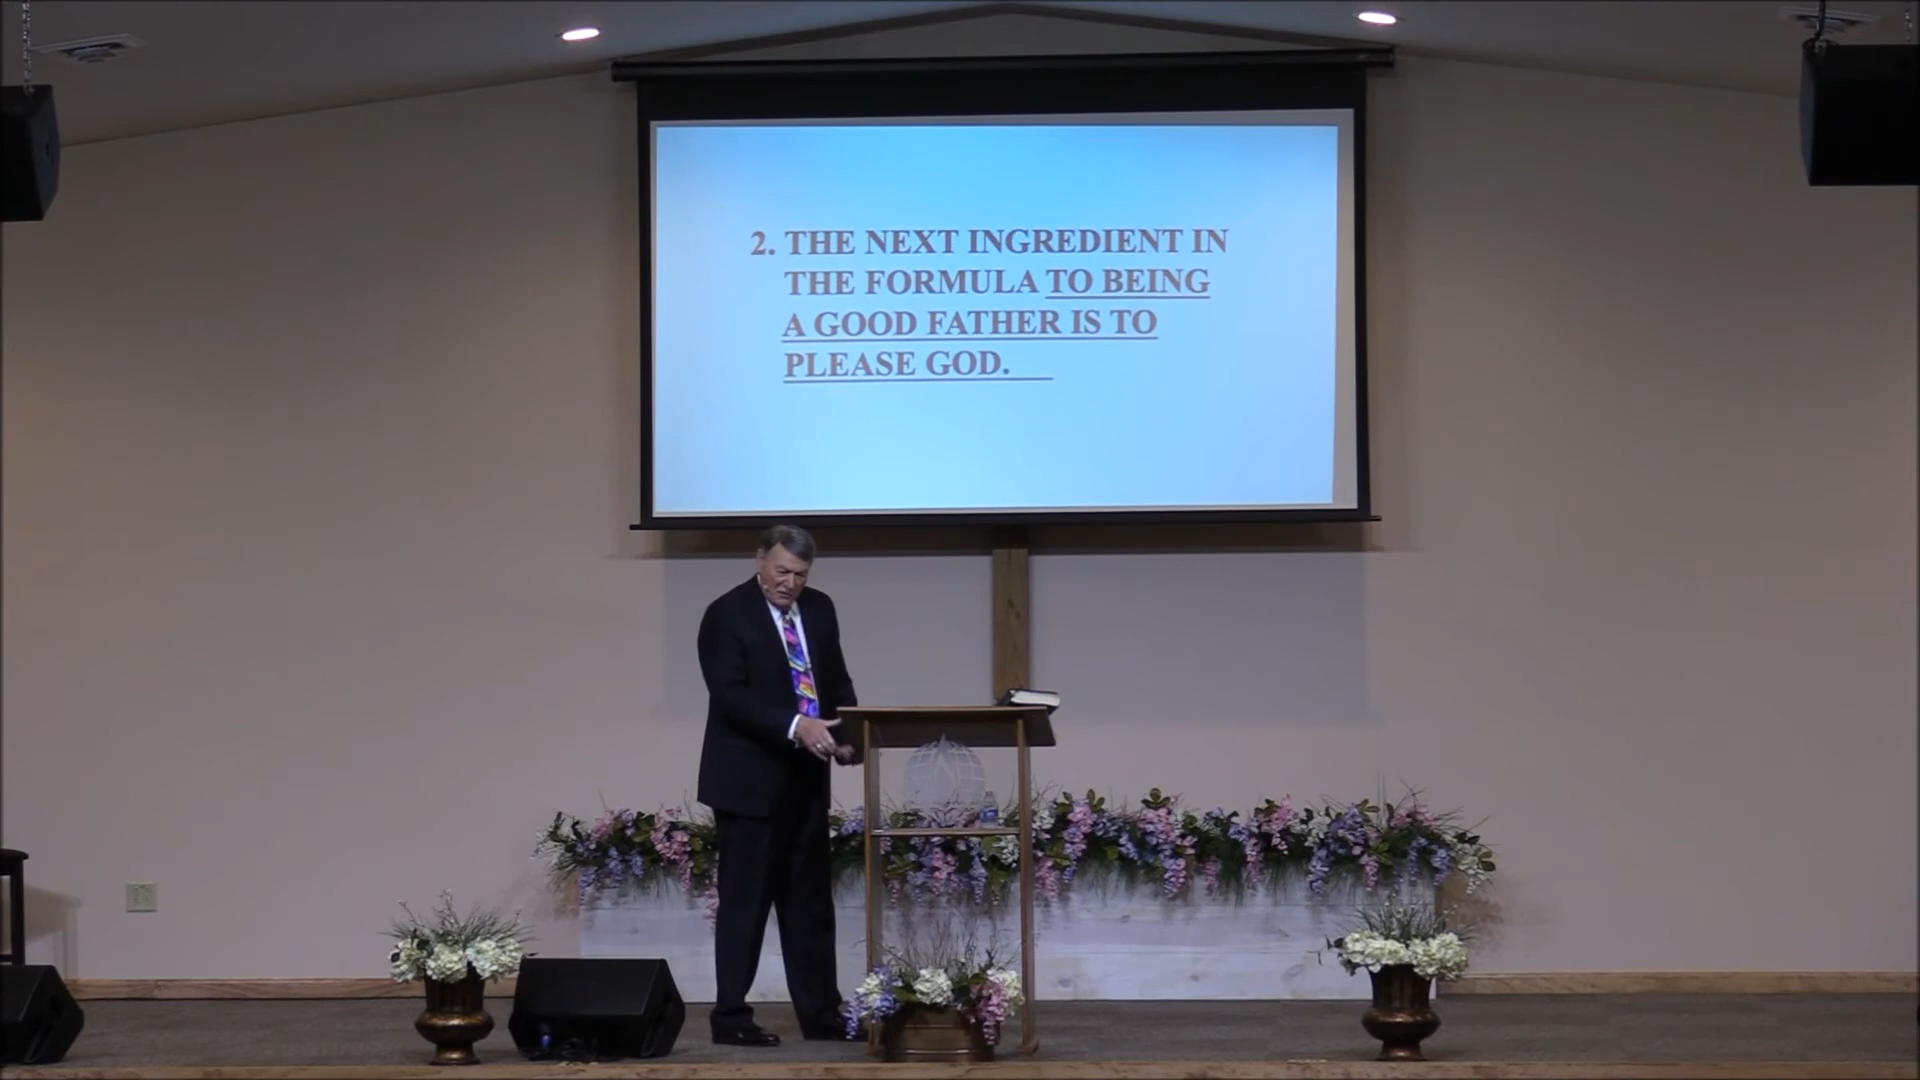 2. THE NEXT INGREDIENT IN
THE FORMULA TO BEING
A GOOD FATHER IS TO
PLEASE GOD.